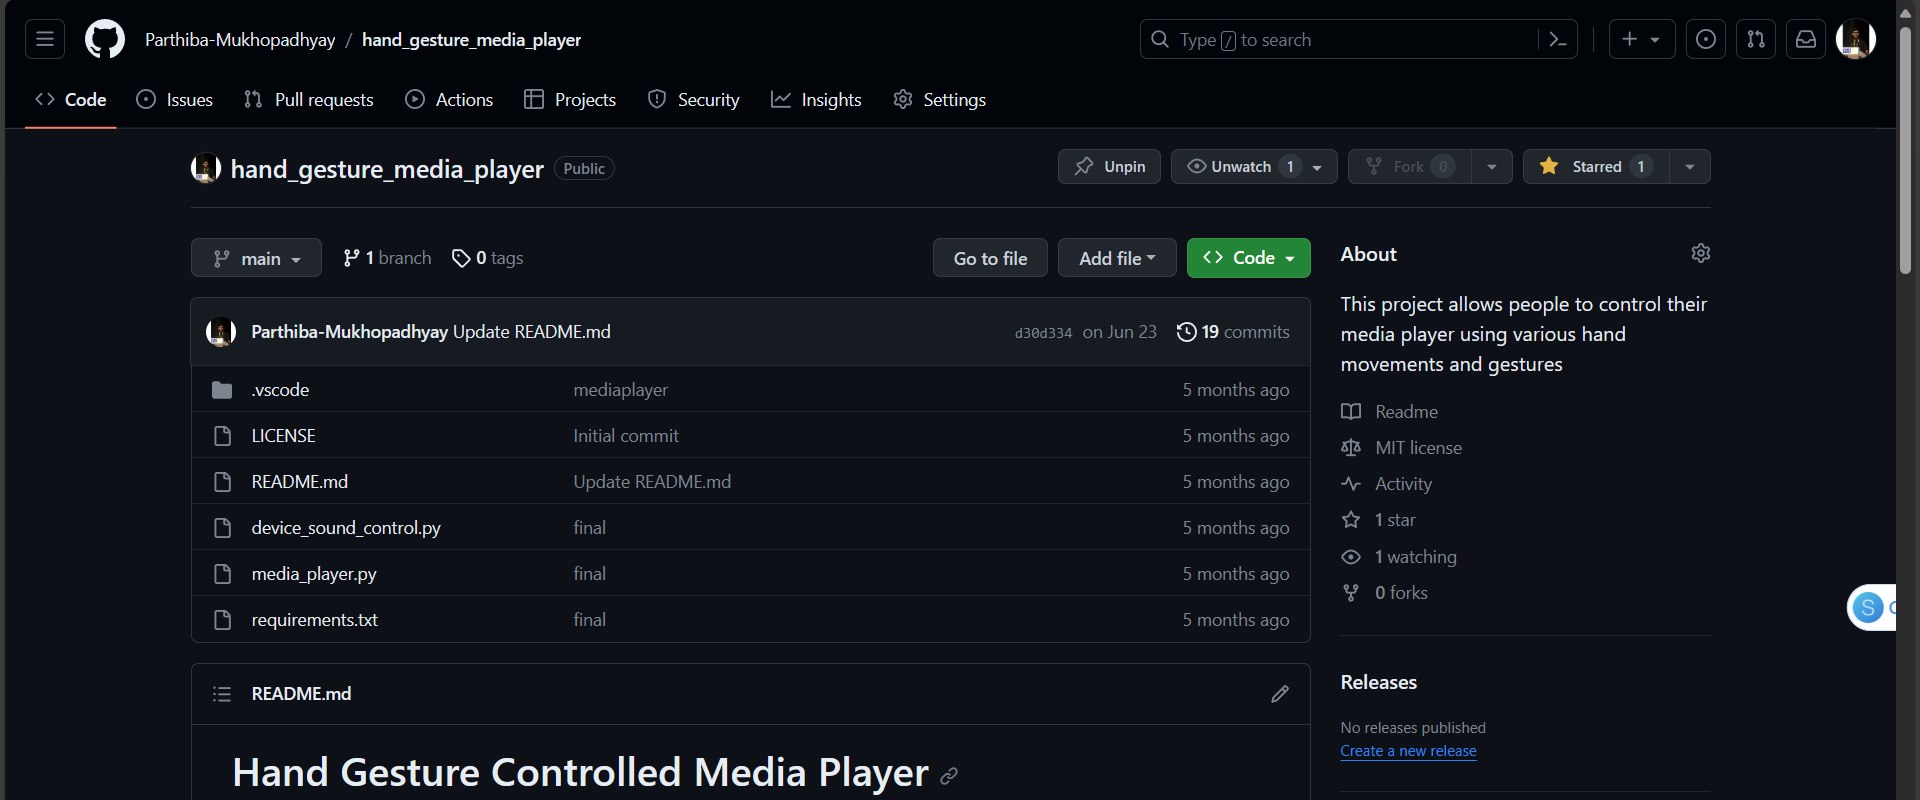 Parthiba-Mukhopadhyay / hand_gesture_media_player
Type / to search
Code Issues Pull requests Actions Projects Security Insights Settings
hand_gesture_media_player Public
Unpin Unwatch 1 Fork 0 Starred 1
main 1 branch 0 tags Go to file Add file Code
Parthiba-Mukhopadhyay Update README.md d30d334 on Jun 23 19 commits
.vscode mediaplayer 5 months ago
LICENSE Initial commit 5 months ago
README.md Update README.md 5 months ago
device_sound_control.py final 5 months ago
media_player.py final 5 months ago
requirements.txt final 5 months ago
README.md
Hand Gesture Controlled Media Player
About
This project allows people to control their
media player using various hand
movements and gestures
Readme
MIT license
Activity
1 star
1 watching
0 forks
Releases
No releases published
Create a new release
S